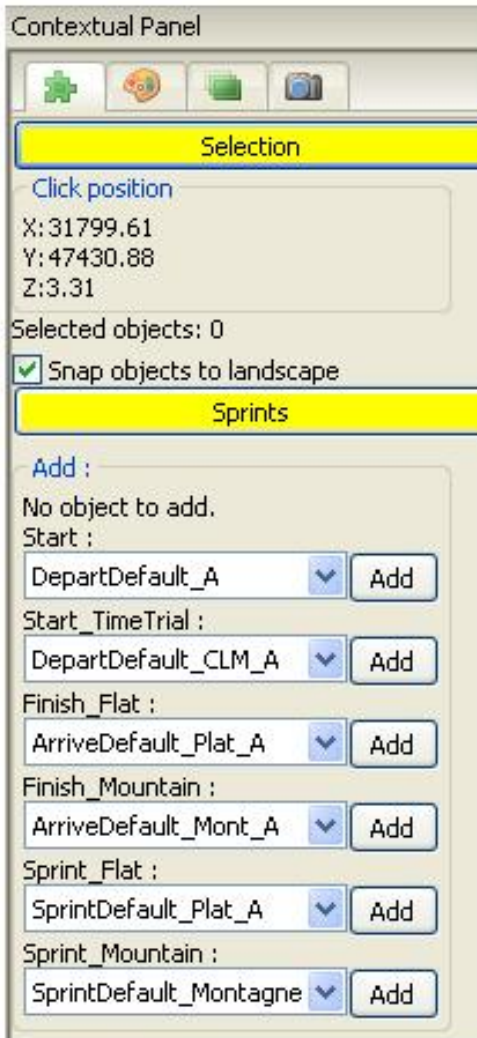 Contextual Panel
Selection
Click position
X:31799.61
Y:47430.88
Z:3.31
Selected objects: 0
Snap objects to landscape
Sprints
Add :
No object to add.
Start :
DepartDefault_A Add
Start_TimeTrial :
DepartDefault_CLM_A Add
Finish_Flat :
ArriveDefault_Plat_A Add
Finish_Mountain :
ArriveDefault_Mont_A Add
Sprint_Flat :
SprintDefault_Plat_A Add
Sprint_Mountain :
SprintDefault_Montagne Add